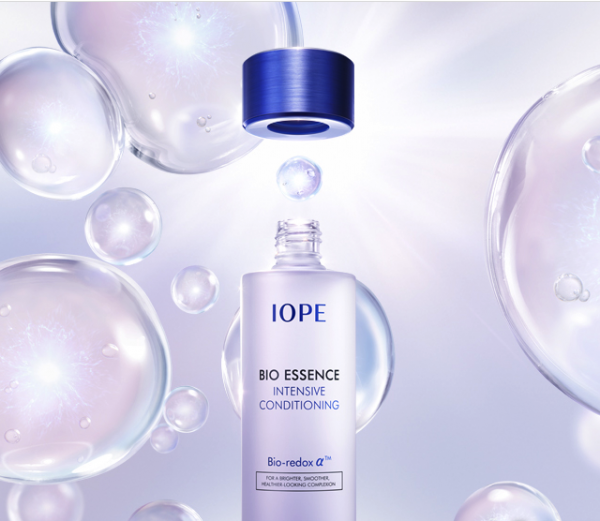 IOPE
BIO ESSENCE
INTENSIVE
CONDITIONING
Bio-redox α™
FOR A BRIGHTER, SMOOTHER,
HEALTHIER-LOOKING COMPLEXION